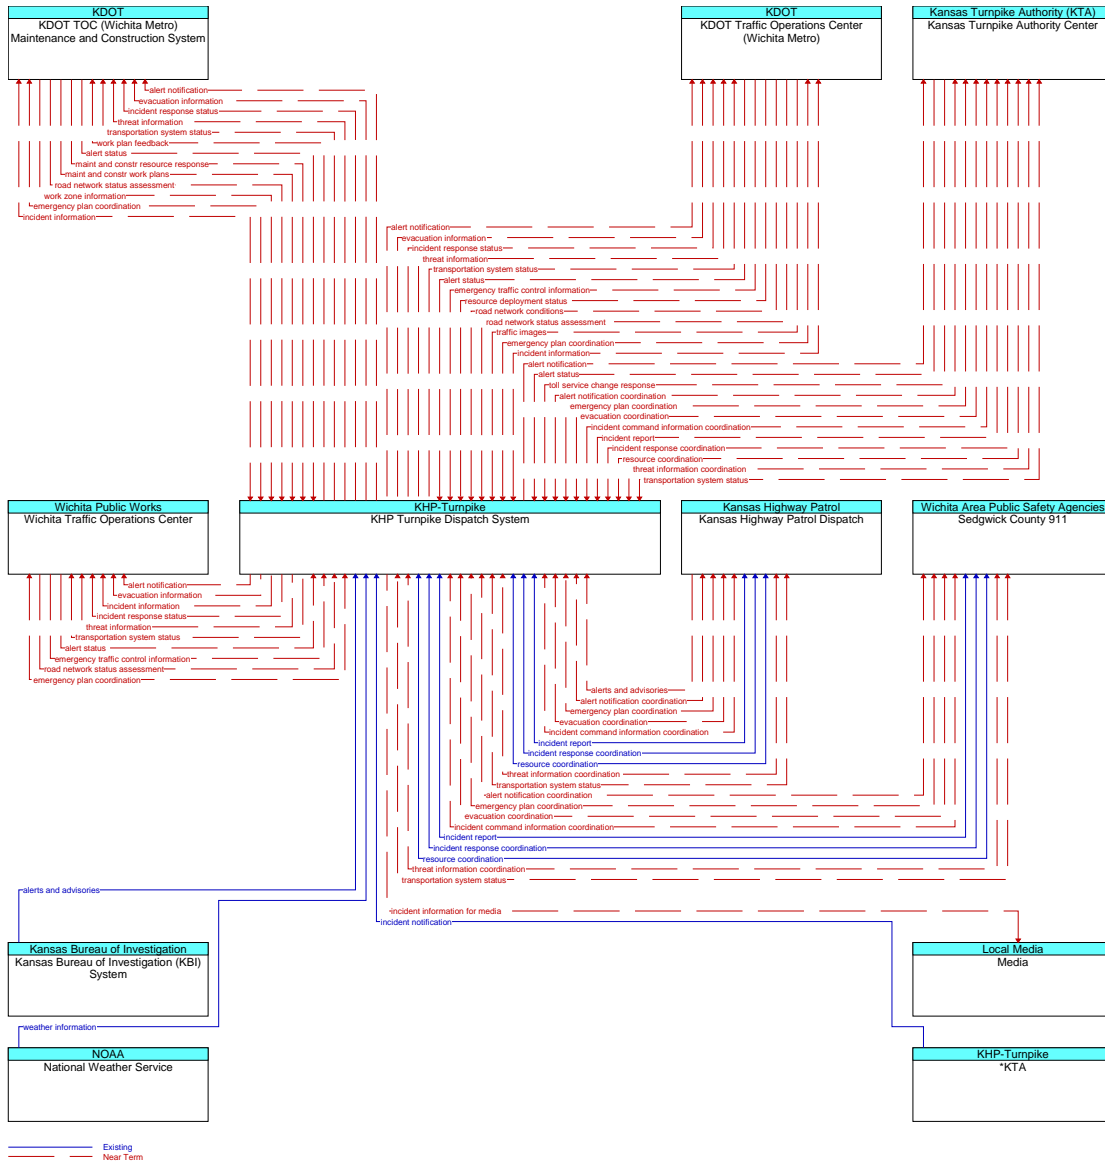 KDOT
KDOT TOC (Wichita Metro)
Maintenance and Construction System
KDOT
KDOT Traffic Operations Center
(Wichita Metro)
Kansas Turnpike Authority (KTA)
Kansas Turnpike Authority Center
alert notification
evacuation information
incident response status
threat information
transportation system status
work plan feedback
alert status
maint and constr resource response
maint and constr work plans
road network status assessment
work zone information
emergency plan coordination
incident information
alert notification
evacuation information
incident response status
threat information
transportation system status
alert status
emergency traffic control information
resource deployment status
road network conditions
road network status assessment
traffic images
emergency plan coordination
incident information
alert notification
alert status
toll service change response
alert notification coordination
emergency plan coordination
evacuation coordination
incident command information coordination
incident report
incident response coordination
resource coordination
threat information coordination
transportation system status
Wichita Public Works
Wichita Traffic Operations Center
KHP-Turnpike
KHP Turnpike Dispatch System
Kansas Highway Patrol
Kansas Highway Patrol Dispatch
Wichita Area Public Safety Agencies
Sedgwick County 911
alert notification
evacuation information
incident information
incident response status
threat information
transportation system status
alert status
emergency traffic control information
road network status assessment
emergency plan coordination
alerts and advisories
alert notification coordination
emergency plan coordination
evacuation coordination
incident command information coordination
incident report
incident response coordination
resource coordination
threat information coordination
transportation system status
alert notification coordination
emergency plan coordination
evacuation coordination
incident command information coordination
incident report
incident response coordination
resource coordination
threat information coordination
transportation system status
alerts and advisories
incident information for media
incident notification
Kansas Bureau of Investigation
Kansas Bureau of Investigation (KBI)
System
Local Media
Media
weather information
NOAA
National Weather Service
KHP-Turnpike
*KTA
Existing
Near Term